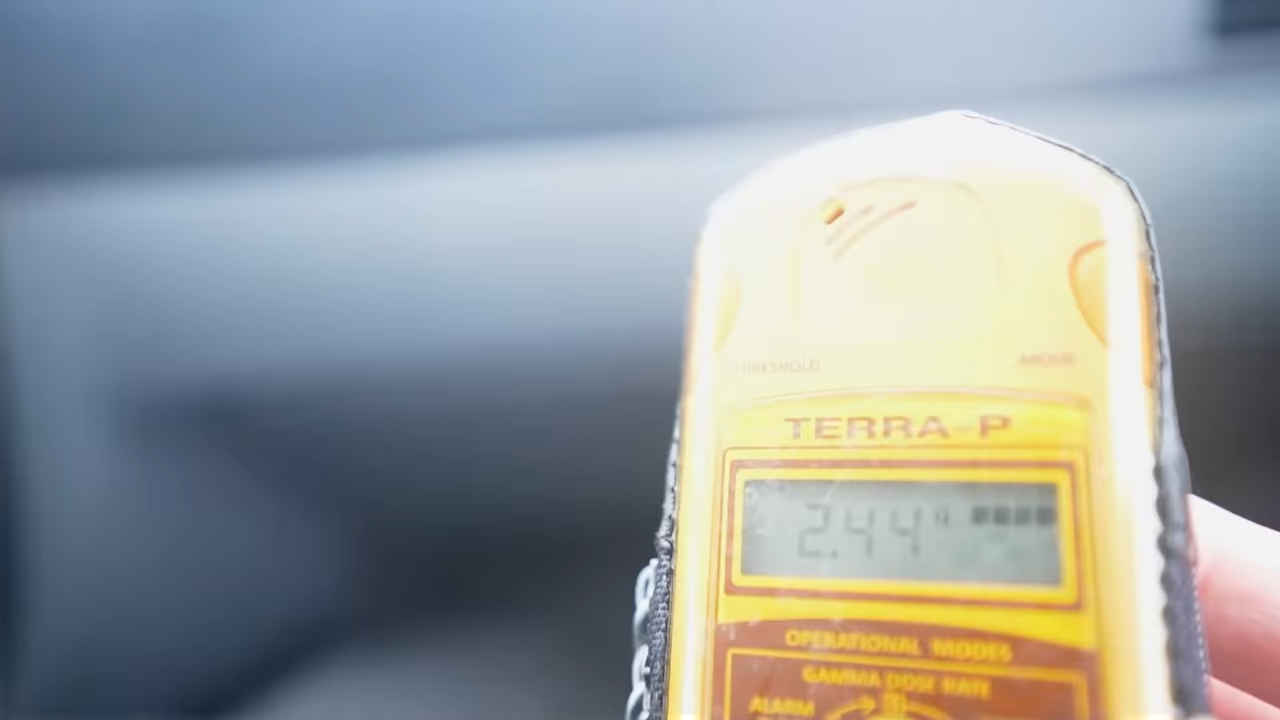 THRESHOLD MODE
TERRA-P
2.44
OPERATIONAL MODES
GAMMA DOSE RATE
ALARM